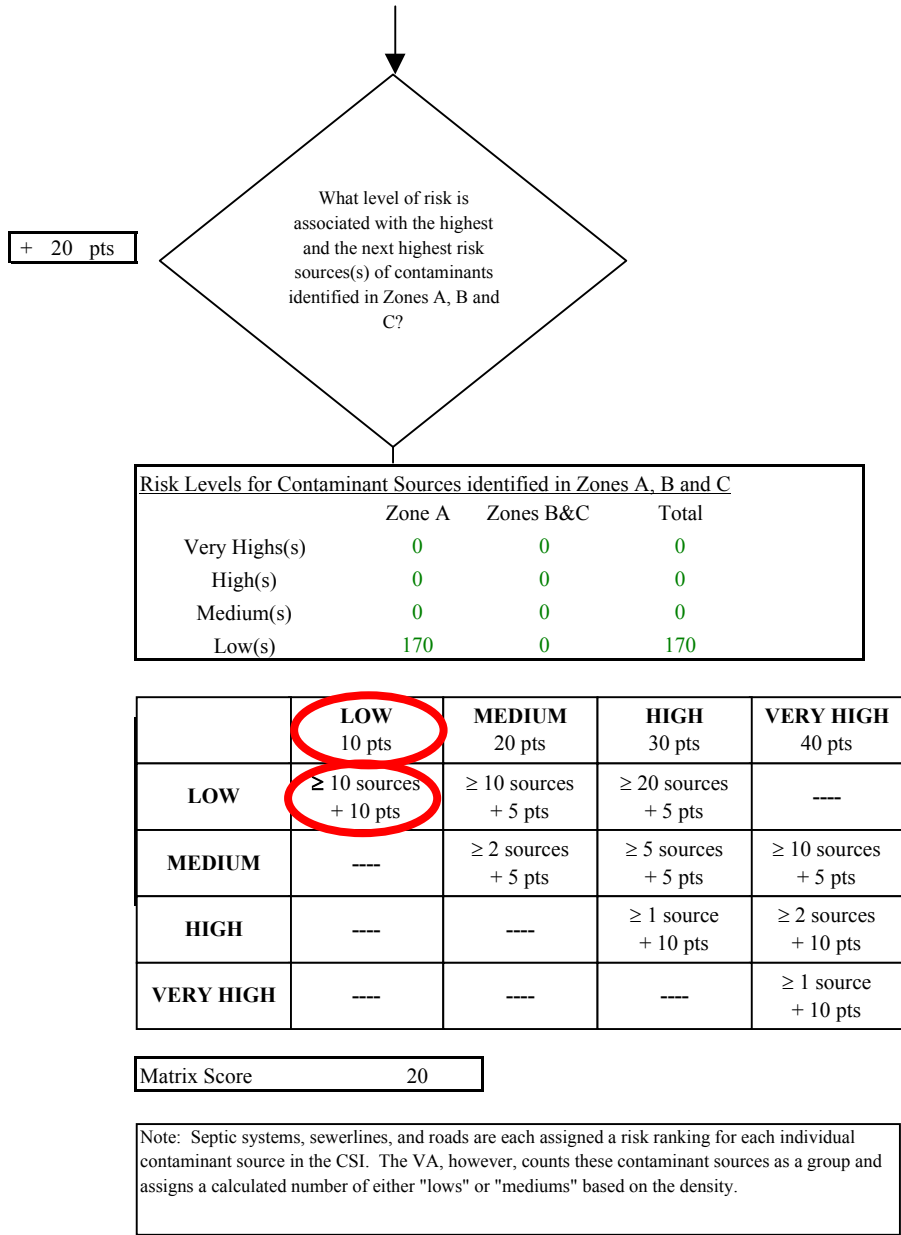 What level of risk is
associated with the highest
and the next highest risk
sources(s) of contaminants
identified in Zones A, B and
C?
+ 20 pts
Risk Levels for Contaminant Sources identified in Zones A, B and C
Zone A Zones B&C Total
Very Highs(s) 0 0 0
High(s) 0 0 0
Medium(s) 0 0 0
Low(s) 170 0 170
LOW MEDIUM HIGH VERY HIGH
10 pts 20 pts 30 pts 40 pts
LOW ≥ 10 sources ≥ 10 sources ≥ 20 sources ----
+ 10 pts + 5 pts + 5 pts
MEDIUM ---- ≥ 2 sources ≥ 5 sources ≥ 10 sources
+ 5 pts + 5 pts + 5 pts
HIGH ---- ---- ≥ 1 source ≥ 2 sources
+ 10 pts + 10 pts
VERY HIGH ---- ---- ---- ≥ 1 source
+ 10 pts
Matrix Score 20
Note: Septic systems, sewerlines, and roads are each assigned a risk ranking for each individual
contaminant source in the CSI. The VA, however, counts these contaminant sources as a group and
assigns a calculated number of either "lows" or "mediums" based on the density.